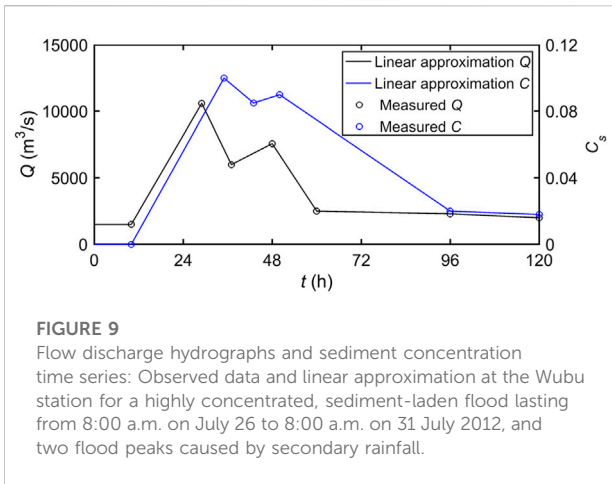 15000
10000
5000
0
Q (m³/s)
0.12
0.08
0.04
0
Cₛ
Linear approximation Q
Linear approximation C
Measured Q
Measured C
0 24 48 72 96 120
t (h)
FIGURE 9
Flow discharge hydrographs and sediment concentration
time series: Observed data and linear approximation at the Wubu
station for a highly concentrated, sediment-laden flood lasting
from 8:00 a.m. on July 26 to 8:00 a.m. on 31 July 2012, and
two flood peaks caused by secondary rainfall.